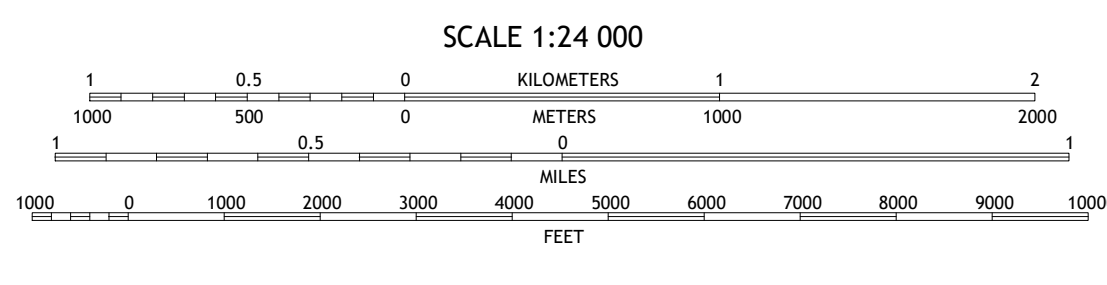 SCALE 1:24 000
1 0.5 0 KILOMETERS 1 2
1000 500 0 METERS 1000 2000
1 0.5 0 1
MILES
1000 0 1000 2000 3000 4000 5000 6000 7000 8000 9000 1000
FEET